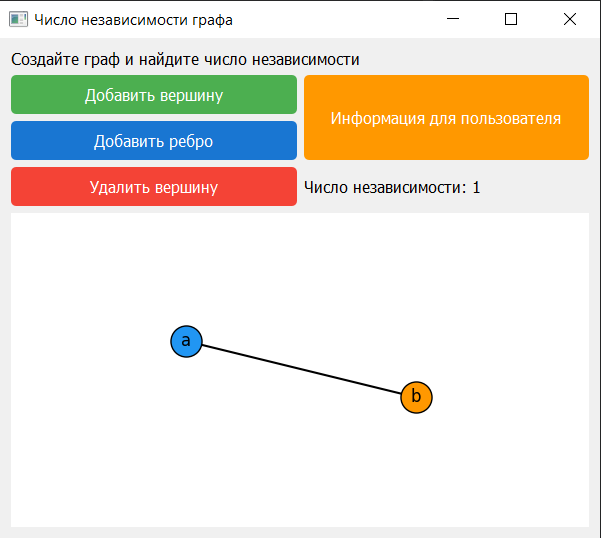 Число независимости графа
Создайте граф и найдите число независимости
Добавить вершину
Информация для пользователя
Добавить ребро
Удалить вершину
Число независимости: 1
a
b